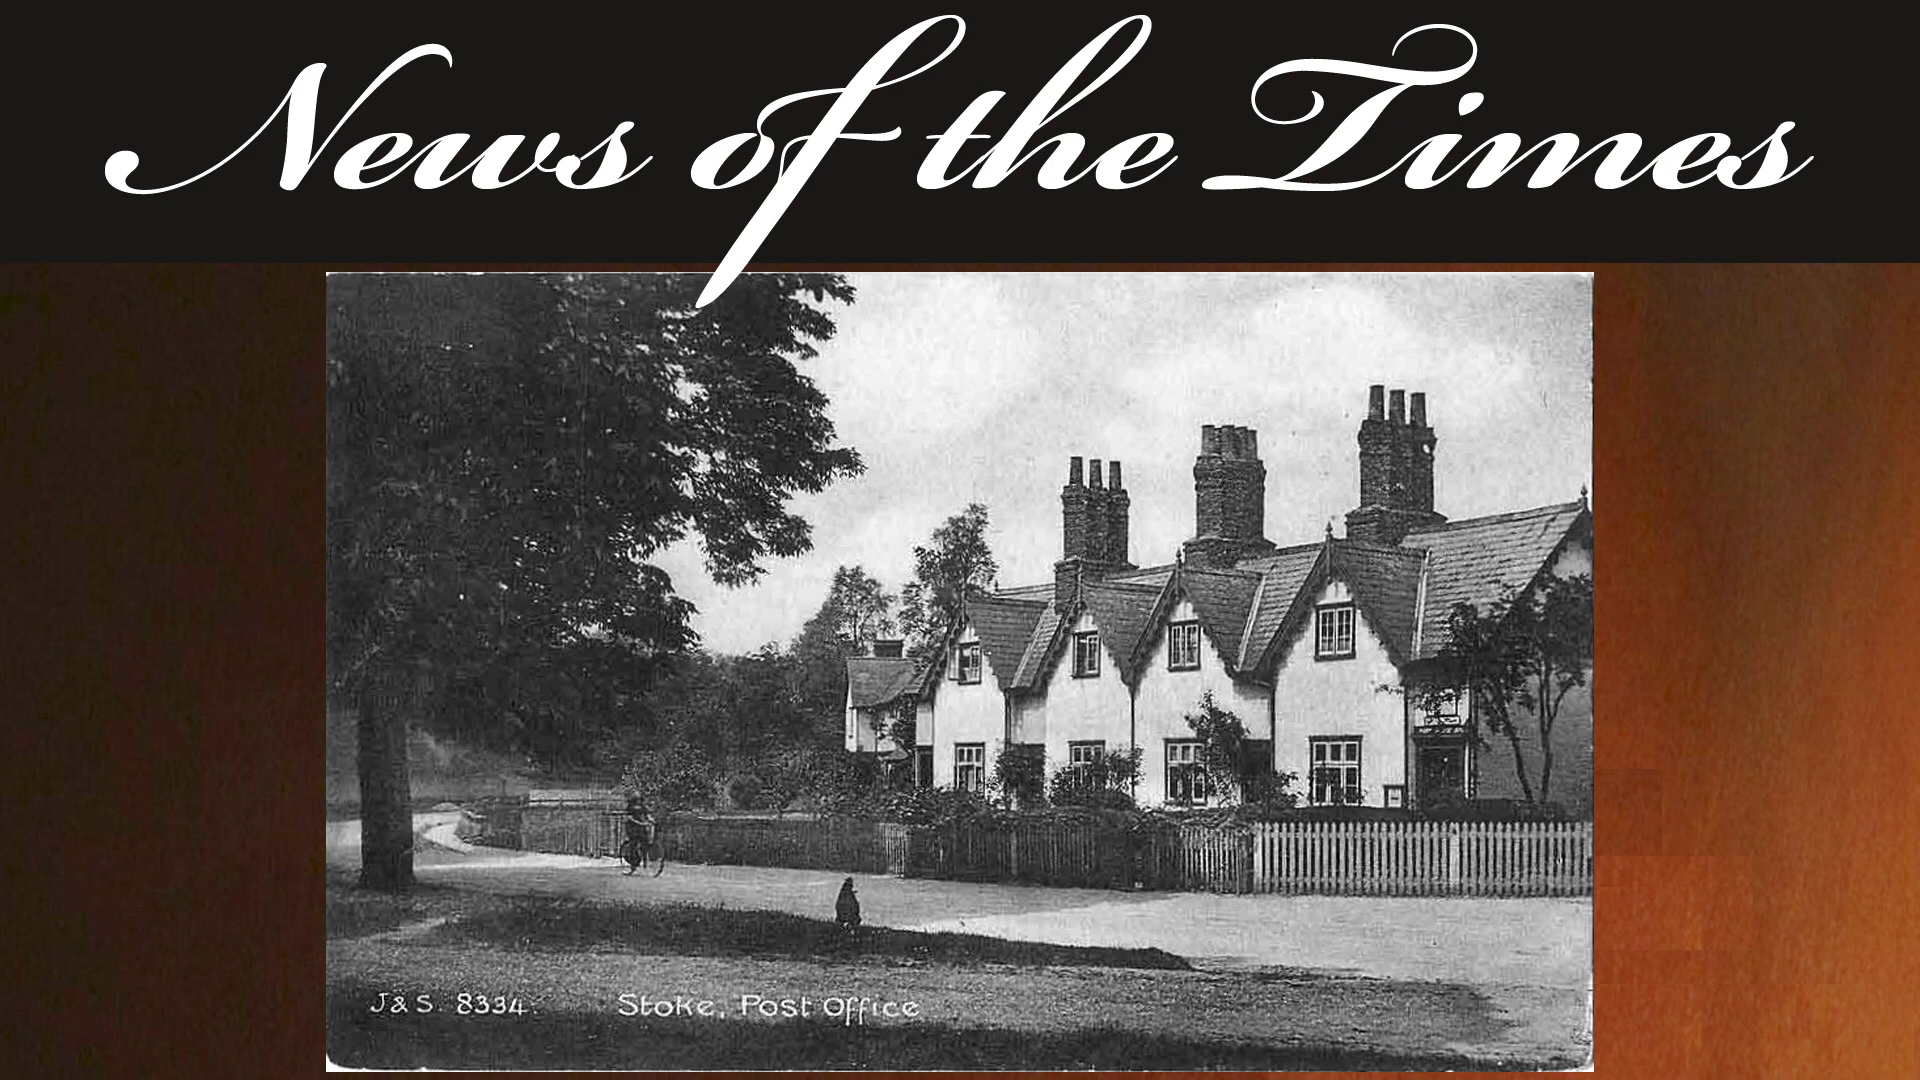 News of the Times
J & S. 8334. Stoke, Post Office